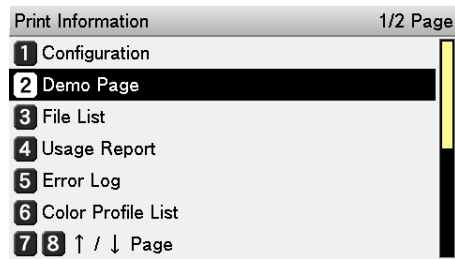 Print Information 1/2 Page
1 Configuration
2 Demo Page
3 File List
4 Usage Report
5 Error Log
6 Color Profile List
7 8 ↑ / ↓ Page